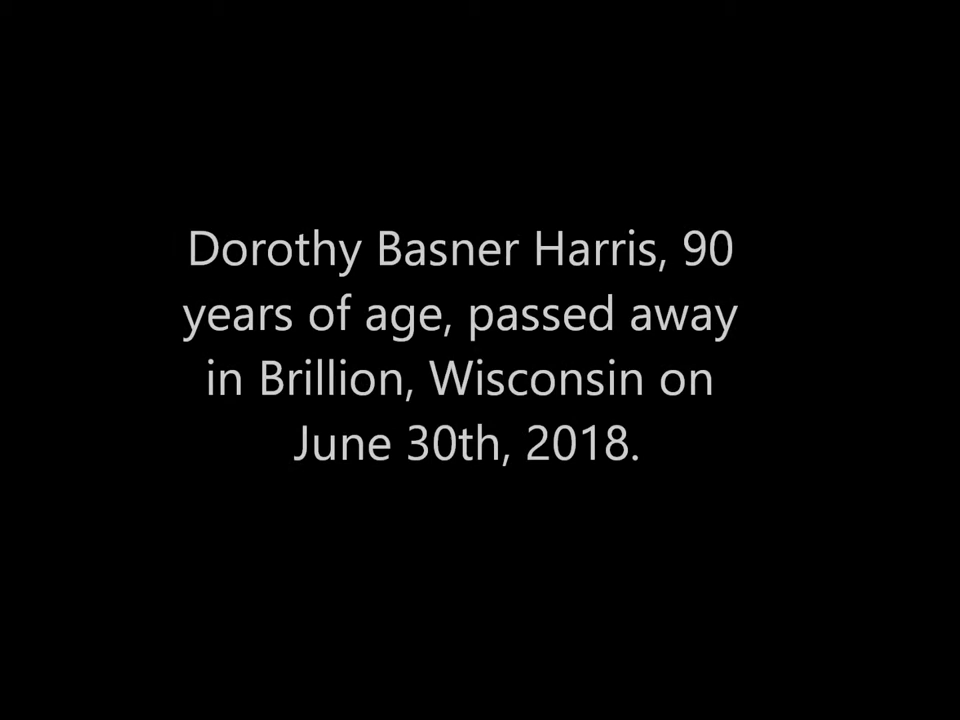 Dorothy Basner Harris, 90
years of age, passed away
in Brillion, Wisconsin on
June 30th, 2018.